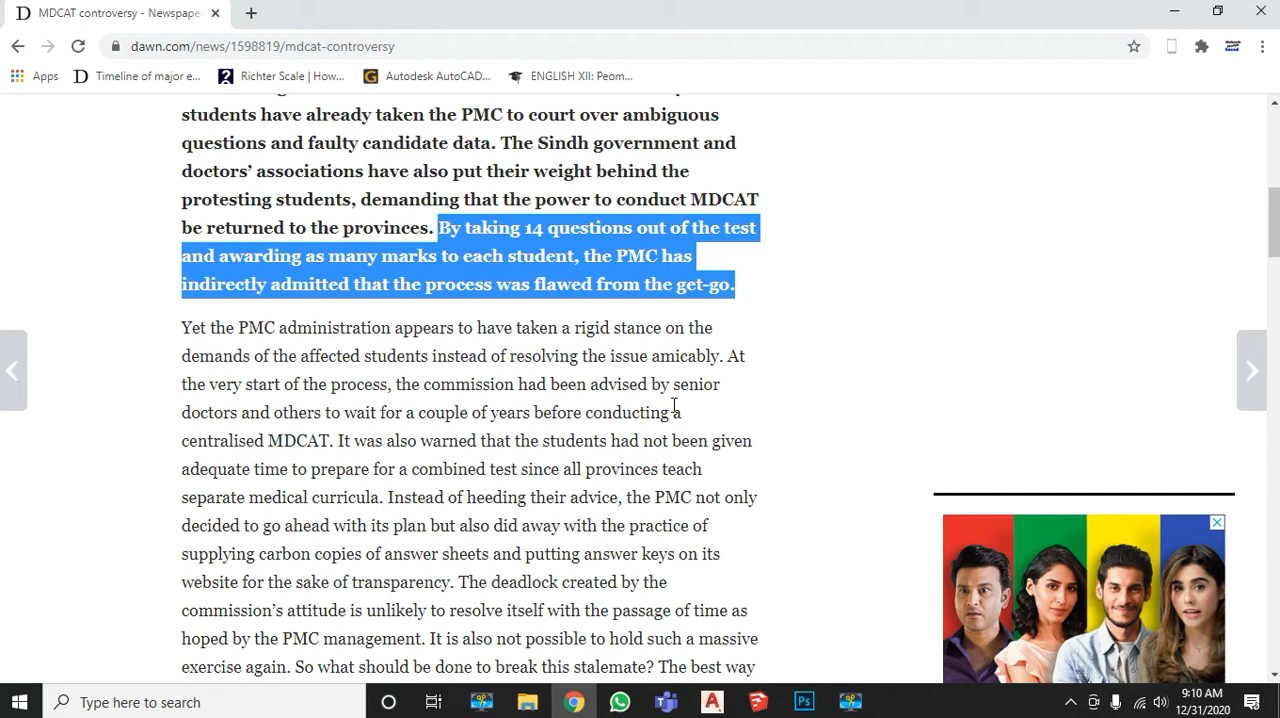 MDCAT controversy - Newspape
dawn.com/news/1598819/mdcat-controversy
Apps Timeline of major e... Richter Scale | How... Autodesk AutoCAD... ENGLISH XII: Peom...
students have already taken the PMC to court over ambiguous
questions and faulty candidate data. The Sindh government and
doctors’ associations have also put their weight behind the
protesting students, demanding that the power to conduct MDCAT
be returned to the provinces. By taking 14 questions out of the test
and awarding as many marks to each student, the PMC has
indirectly admitted that the process was flawed from the get-go.
Yet the PMC administration appears to have taken a rigid stance on the
demands of the affected students instead of resolving the issue amicably. At
the very start of the process, the commission had been advised by senior
doctors and others to wait for a couple of years before conducting a
centralised MDCAT. It was also warned that the students had not been given
adequate time to prepare for a combined test since all provinces teach
separate medical curricula. Instead of heeding their advice, the PMC not only
decided to go ahead with its plan but also did away with the practice of
supplying carbon copies of answer sheets and putting answer keys on its
website for the sake of transparency. The deadlock created by the
commission’s attitude is unlikely to resolve itself with the passage of time as
hoped by the PMC management. It is also not possible to hold such a massive
exercise again. So what should be done to break this stalemate? The best way
Type here to search
9:10 AM
12/31/2020